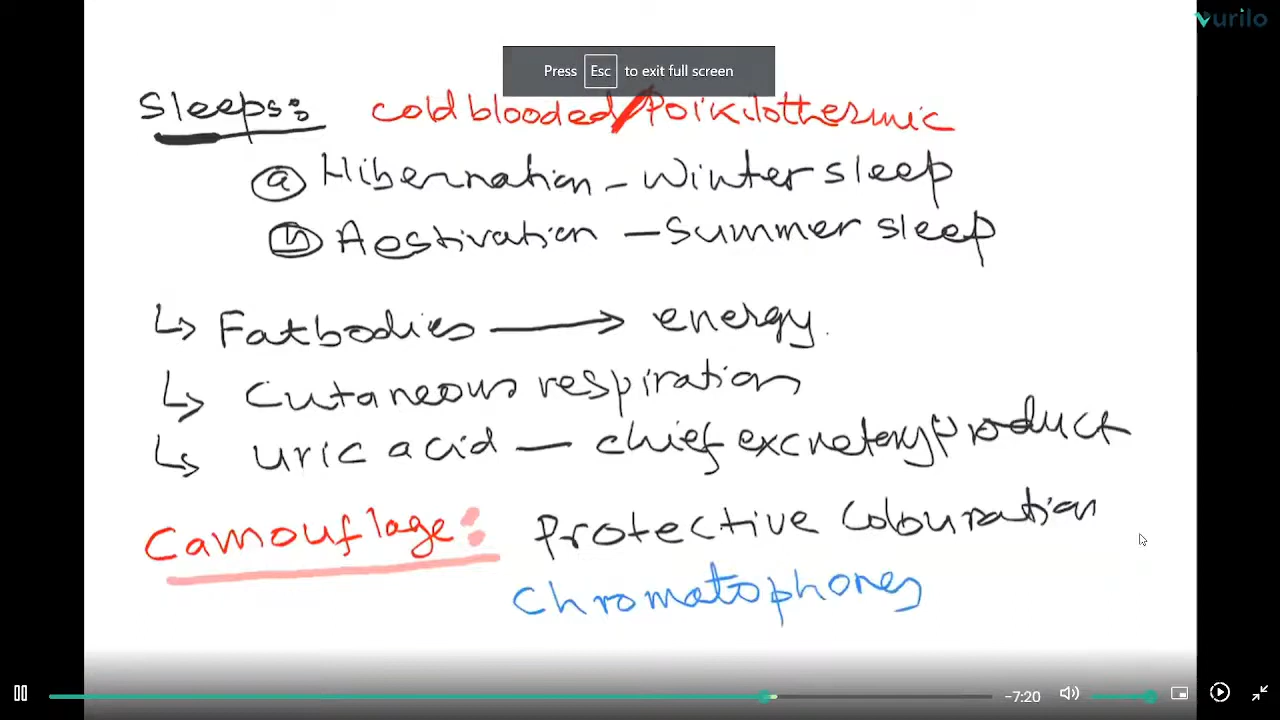 vurilo
Press Esc to exit full screen
Sleeps: cold blooded/Poikilothermic
a Hibernation - Winter sleep
b Aestivation - Summer sleep
↳ Fatbodies → energy.
↳ Cutaneous respiration
↳ uric acid - chief excretory product
Camouflage: Protective Colouration
Chromatophores
-7:20